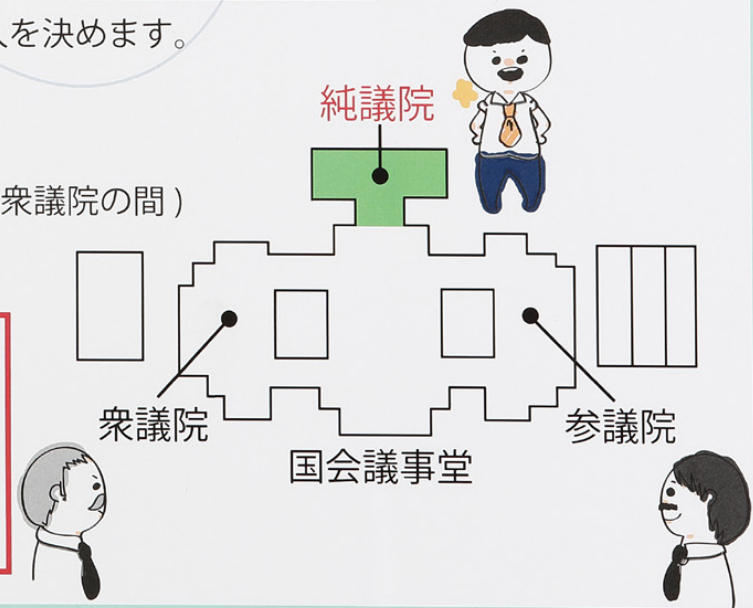 人を決めます。
純議院
衆議院の間)
衆議院
参議院
国会議事堂